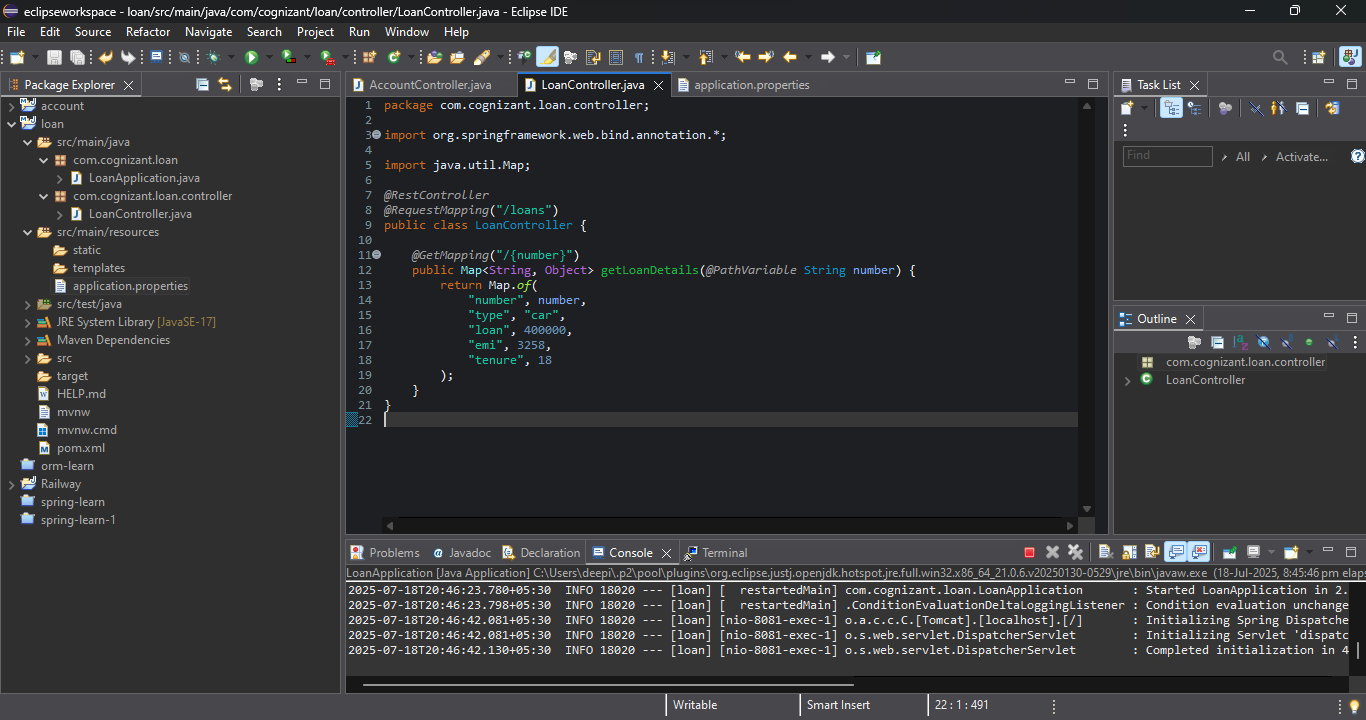 eclipseworkspace - loan/src/main/java/com/cognizant/loan/controller/LoanController.java - Eclipse IDE
File Edit Source Refactor Navigate Search Project Run Window Help
Package Explorer
account
loan
src/main/java
com.cognizant.loan
LoanApplication.java
com.cognizant.loan.controller
LoanController.java
src/main/resources
static
templates
application.properties
src/test/java
JRE System Library [JavaSE-17]
Maven Dependencies
src
target
HELP.md
mvnw
mvnw.cmd
pom.xml
orm-learn
Railway
spring-learn
spring-learn-1
AccountController.java LoanController.java application.properties
1 package com.cognizant.loan.controller;
2
3 import org.springframework.web.bind.annotation.*;
4
5 import java.util.Map;
6
7 @RestController
8 @RequestMapping("/loans")
9 public class LoanController {
10
11 @GetMapping("/{number}")
12 public Map<String, Object> getLoanDetails(@PathVariable String number) {
13 return Map.of(
14 "number", number,
15 "type", "car",
16 "loan", 400000,
17 "emi", 3258,
18 "tenure", 18
19 );
20 }
21 }
22
Task List
Find All Activate...
Outline
com.cognizant.loan.controller
LoanController
Problems Javadoc Declaration Console Terminal
LoanApplication [Java Application] C:\Users\deepi\.p2\pool\plugins\org.eclipse.justj.openjdk.hotspot.jre.full.win32.x86_64_21.0.6.v20250130-0529\jre\bin\javaw.exe (18-Jul-2025, 8:45:46 pm elaps
2025-07-18T20:46:23.780+05:30 INFO 18020 --- [loan] [ restartedMain] com.cognizant.loan.LoanApplication : Started LoanApplication in 2.
2025-07-18T20:46:23.798+05:30 INFO 18020 --- [loan] [ restartedMain] .ConditionEvaluationDeltaLoggingListener : Condition evaluation unchange
2025-07-18T20:46:42.081+05:30 INFO 18020 --- [loan] [nio-8081-exec-1] o.a.c.c.C.[Tomcat].[localhost].[/] : Initializing Spring Dispatche
2025-07-18T20:46:42.081+05:30 INFO 18020 --- [loan] [nio-8081-exec-1] o.s.web.servlet.DispatcherServlet : Initializing Servlet 'dispatc
2025-07-18T20:46:42.130+05:30 INFO 18020 --- [loan] [nio-8081-exec-1] o.s.web.servlet.DispatcherServlet : Completed initialization in 4
Writable Smart Insert 22 : 1 : 491